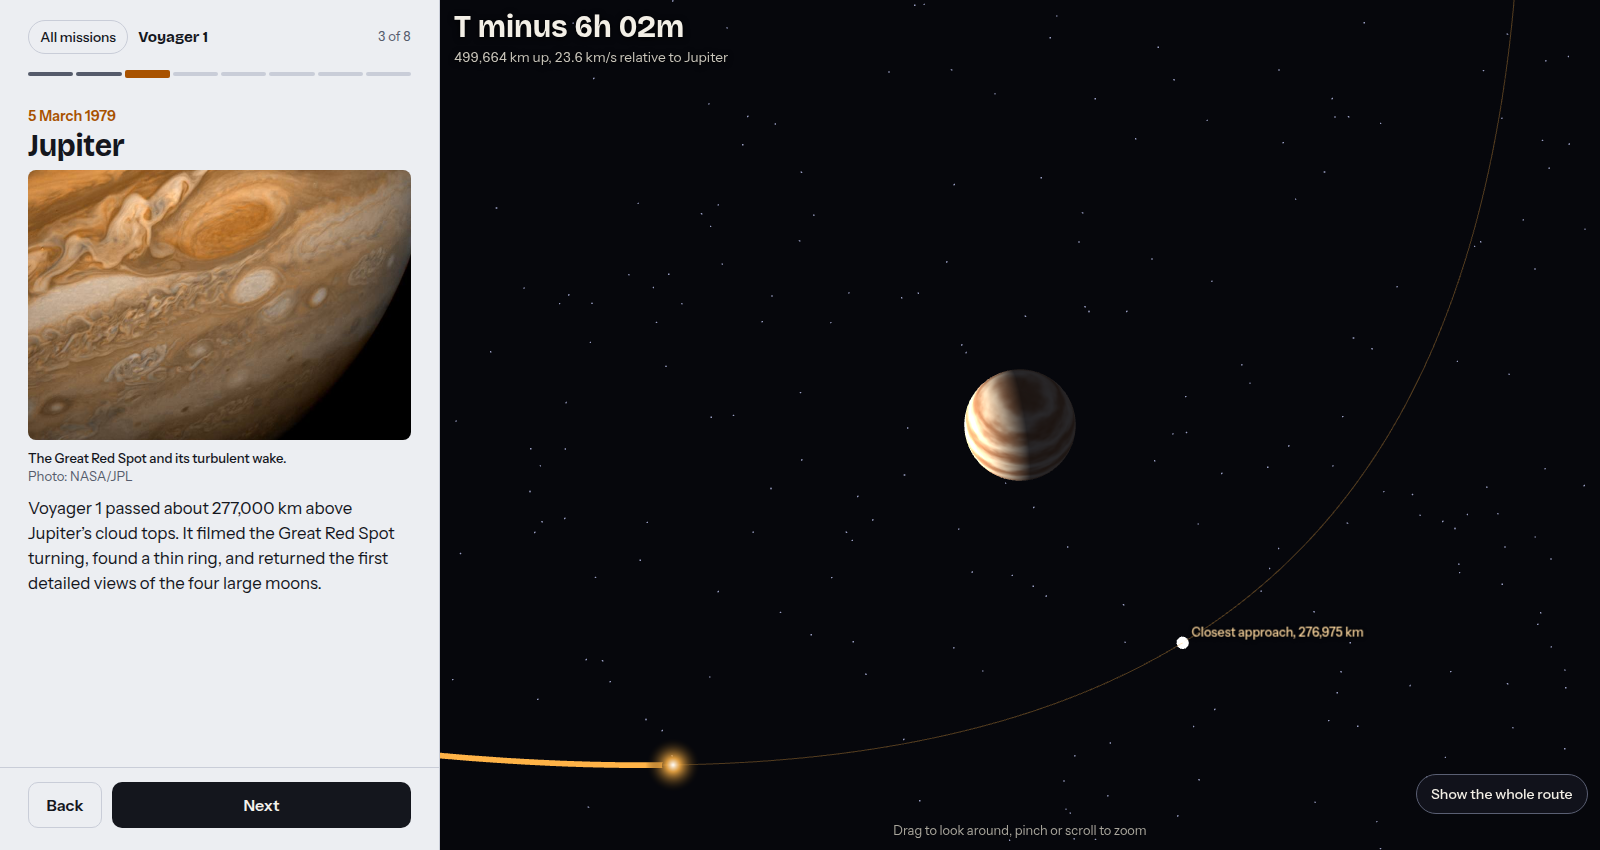 All missions
Voyager 1
3 of 8
5 March 1979
Jupiter
The Great Red Spot and its turbulent wake.
Photo: NASA/JPL
Voyager 1 passed about 277,000 km above
Jupiter’s cloud tops. It filmed the Great Red Spot
turning, found a thin ring, and returned the first
detailed views of the four large moons.
Back
Next
T minus 6h 02m
499,664 km up, 23.6 km/s relative to Jupiter
Closest approach, 276,975 km
Show the whole route
Drag to look around, pinch or scroll to zoom